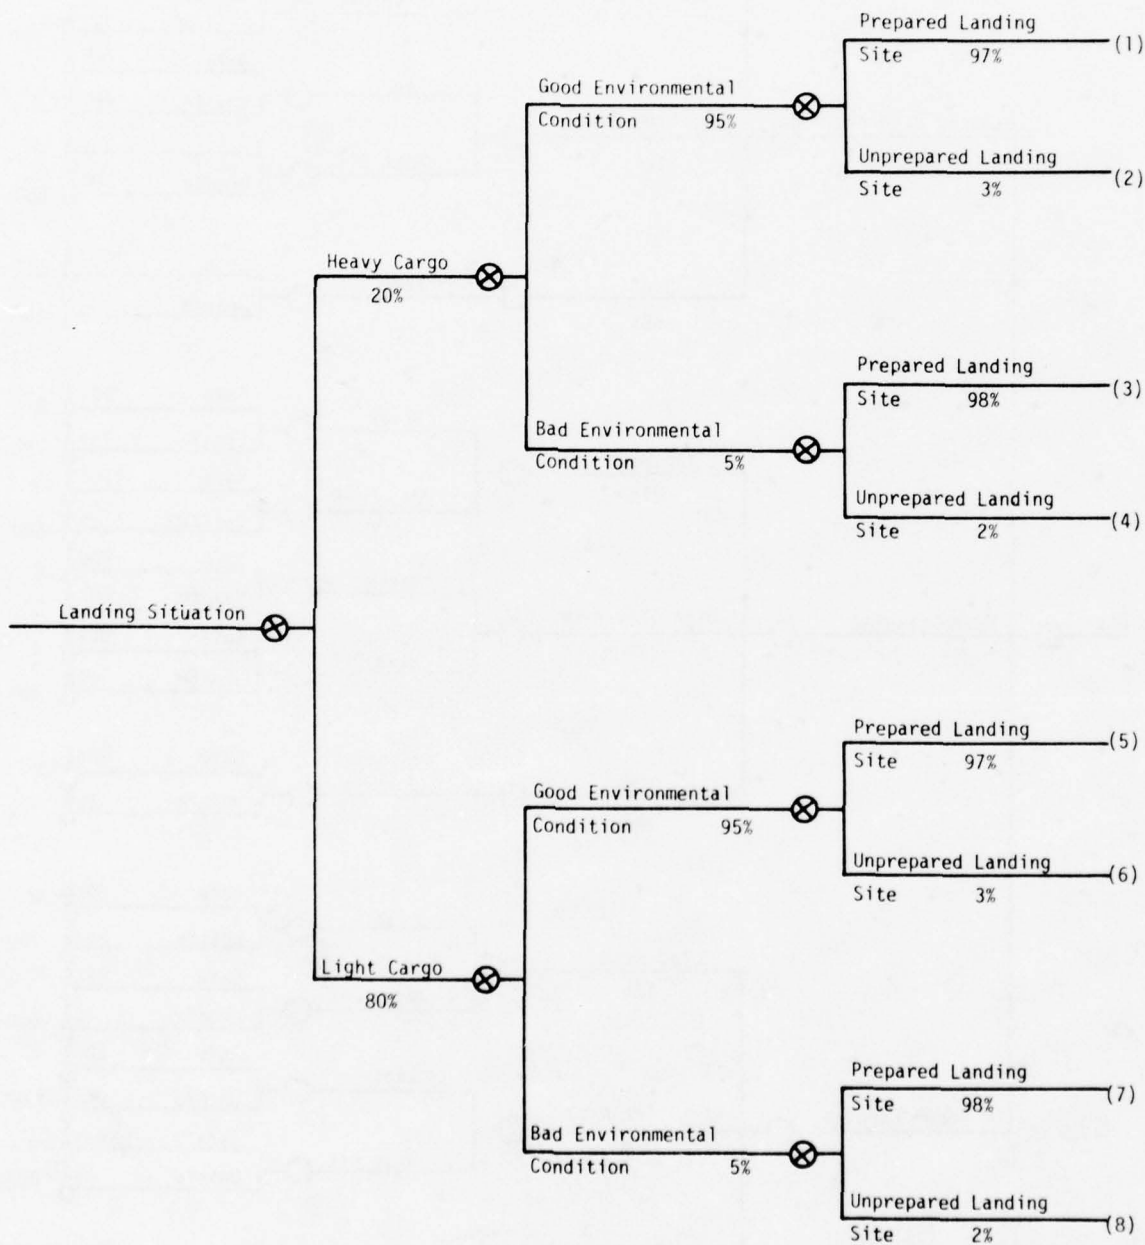 Prepared Landing
Site 97%
(1)
Good Environmental
Condition 95%
Unprepared Landing
Site 3%
(2)
Heavy Cargo
20%
Prepared Landing
Site 98%
(3)
Bad Environmental
Condition 5%
Unprepared Landing
Site 2%
(4)
Landing Situation
Prepared Landing
Site 97%
(5)
Good Environmental
Condition 95%
Unprepared Landing
Site 3%
(6)
Light Cargo
80%
Prepared Landing
Site 98%
(7)
Bad Environmental
Condition 5%
Unprepared Landing
Site 2%
(8)